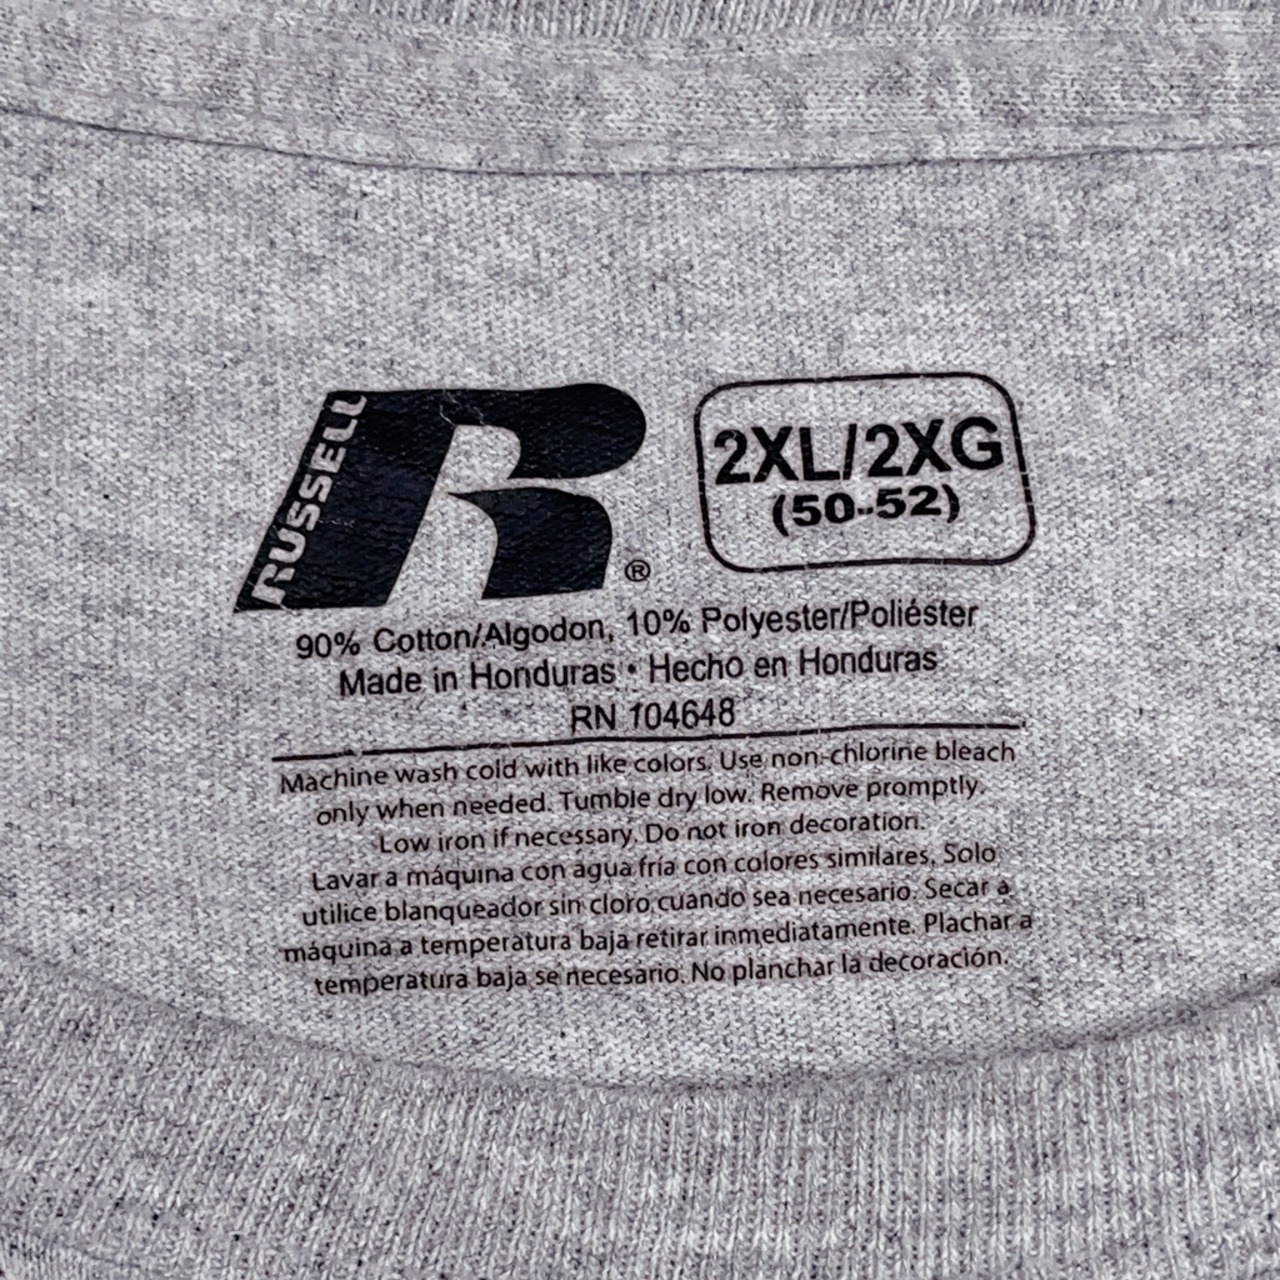 RUSSELL
R
®
2XL/2XG
(50-52)
90% Cotton/Algodon, 10% Polyester/Poliéster
Made in Honduras • Hecho en Honduras
RN 104648
Machine wash cold with like colors. Use non-chlorine bleach
only when needed. Tumble dry low. Remove promptly.
Low iron if necessary. Do not iron decoration.
Lavar a máquina con agua fría con colores similares. Solo
utilice blanqueador sin cloro cuando sea necesario. Secar a
máquina a temperatura baja retirar inmediatamente. Plachar a
temperatura baja se necesario. No planchar la decoración.